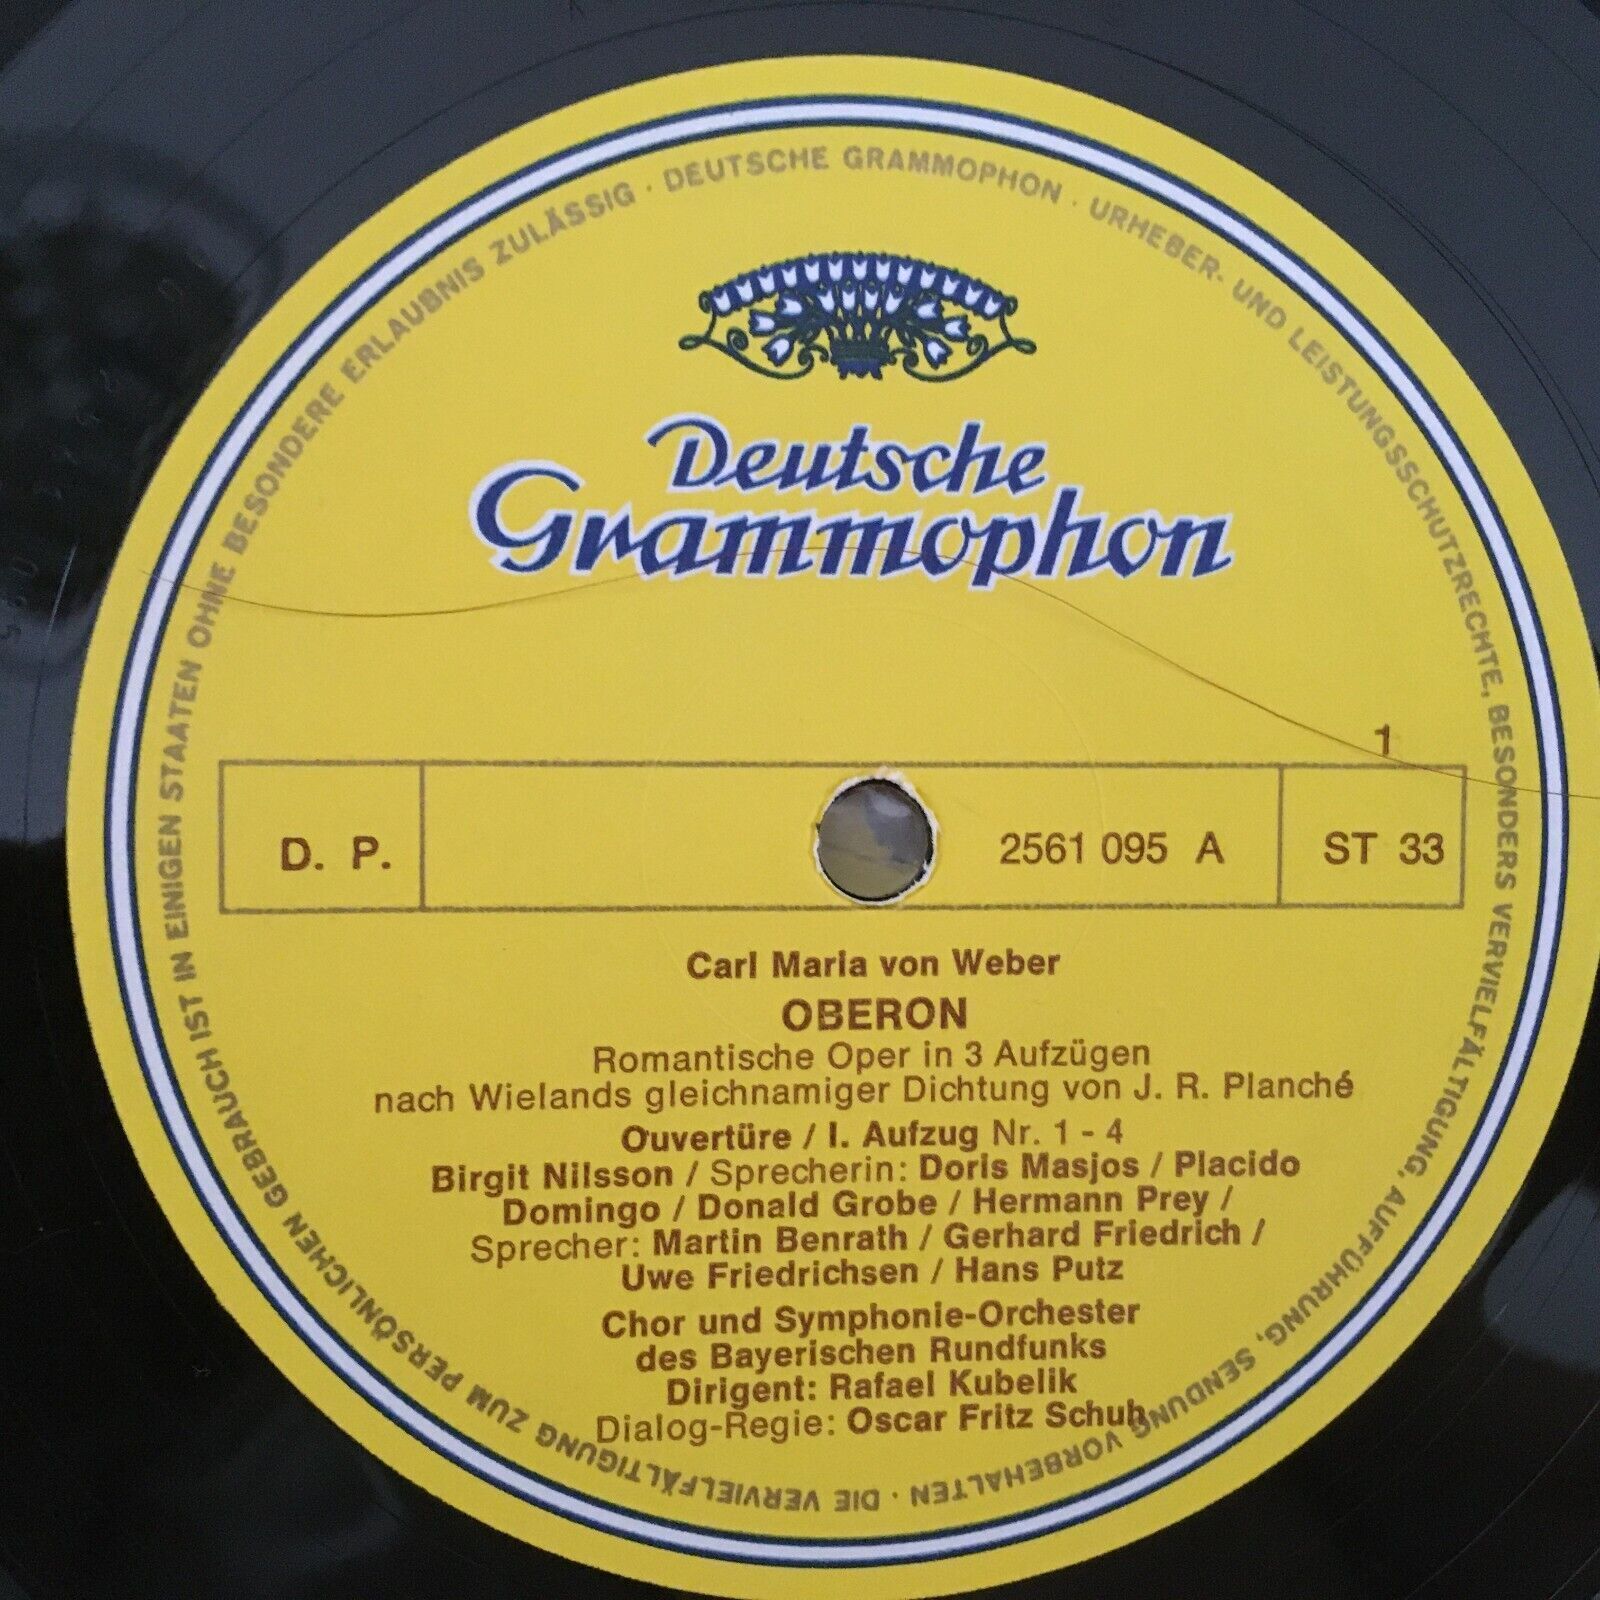 DEUTSCHE GRAMMOPHON · URHEBER- UND LEISTUNGSSCHUTZRECHTE, BESONDERS VERVIELFÄLTIGUNG, AUFFÜHRUNG, SENDUNG VORBEHALTEN · DIE VERVIELFÄLTIGUNG ZUM PERSÖNLICHEN GEBRAUCH IST IN EINIGEN STAATEN OHNE BESONDERE ERLAUBNIS ZULÄSSIG ·
Deutsche
Grammophon
1
D. P. 2561 095 A ST 33
Carl Maria von Weber
OBERON
Romantische Oper in 3 Aufzügen
nach Wielands gleichnamiger Dichtung von J. R. Planché
Ouvertüre / I. Aufzug Nr. 1 - 4
Birgit Nilsson / Sprecherin: Doris Masjos / Placido
Domingo / Donald Grobe / Hermann Prey /
Sprecher: Martin Benrath / Gerhard Friedrich /
Uwe Friedrichsen / Hans Putz
Chor und Symphonie-Orchester
des Bayerischen Rundfunks
Dirigent: Rafael Kubelik
Dialog-Regie: Oscar Fritz Schuh